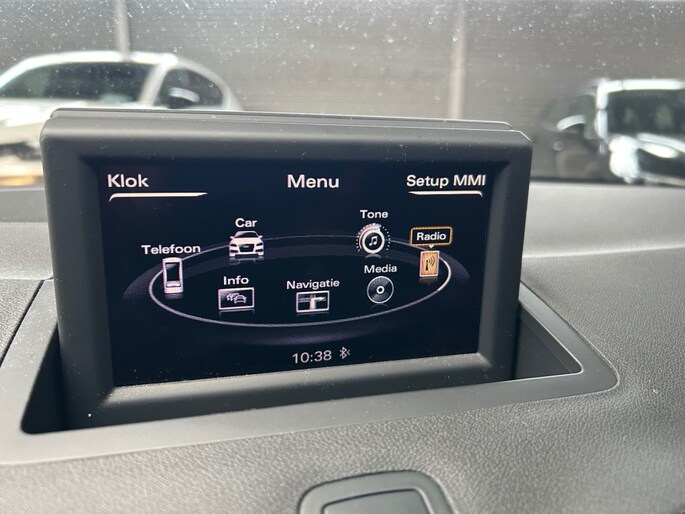 Klok
Menu
Setup MMI
Car
Tone
Telefoon
Radio
Info
Navigatie
Media
10:38